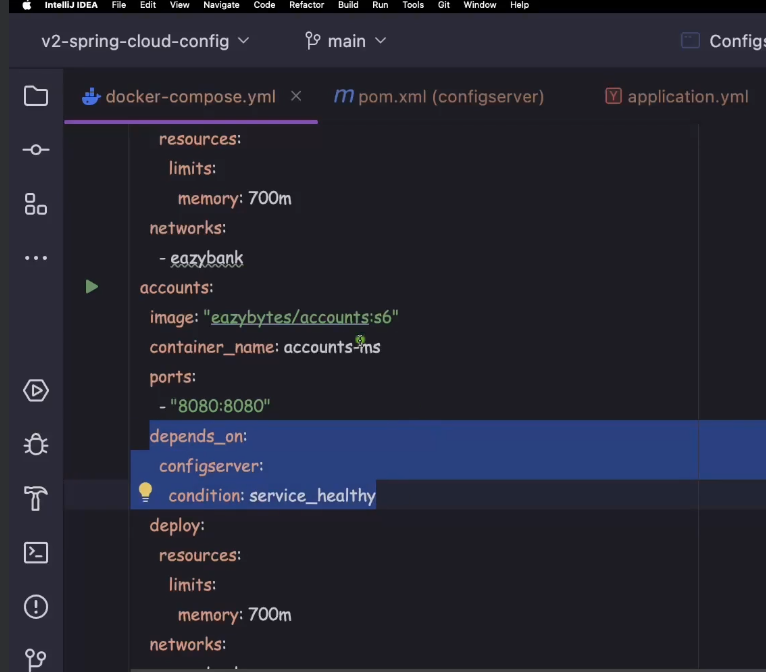 IntelliJ IDEA File Edit View Navigate Code Refactor Build Run Tools Git Window Help
v2-spring-cloud-config main Configs
docker-compose.yml pom.xml (configserver) application.yml
resources:
limits:
memory: 700m
networks:
- eazybank
accounts:
image: "eazybytes/accounts:s6"
container_name: accounts-ms
ports:
- "8080:8080"
depends_on:
configserver:
condition: service_healthy
deploy:
resources:
limits:
memory: 700m
networks: